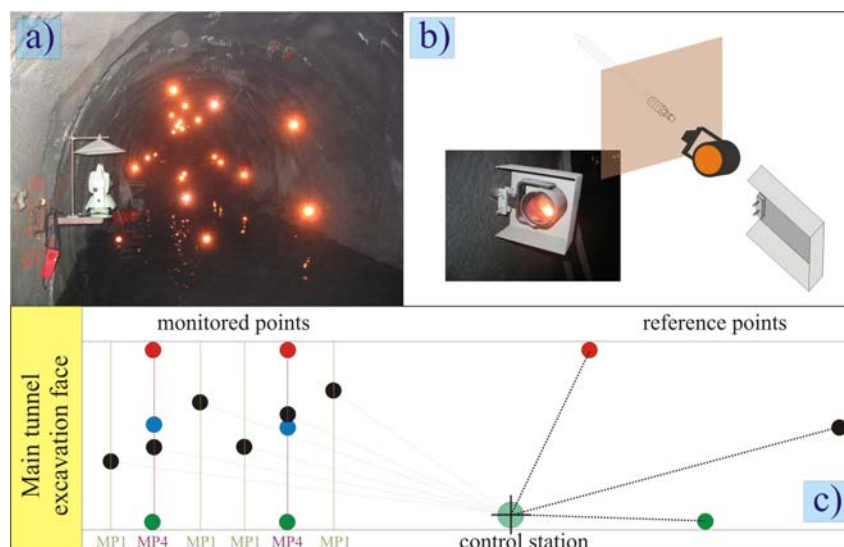 a)
b)
monitored points
reference points
Main tunnel
excavation face
c)
MP1 MP4 MP1 MP1 MP4 MP1
control station